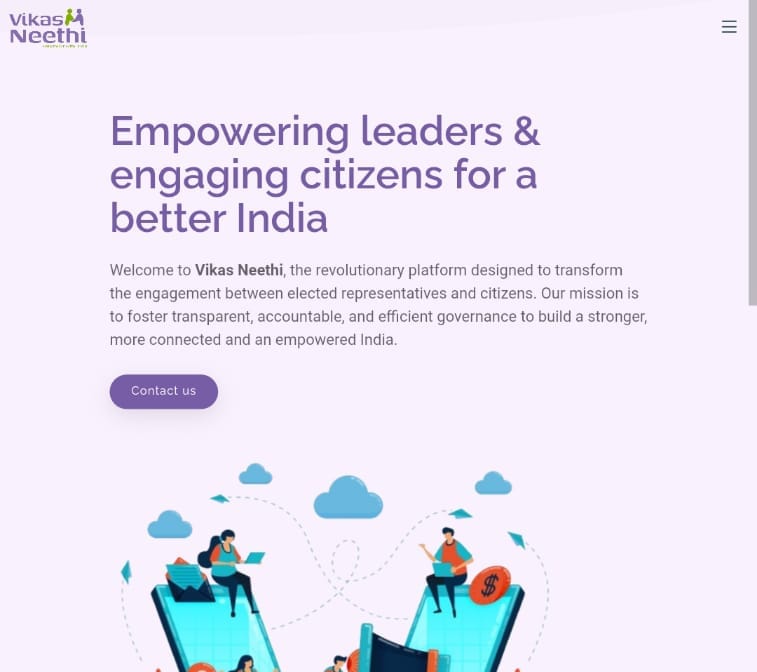 Vikas
Neethi
Empowering leaders &
engaging citizens for a
better India
Welcome to Vikas Neethi, the revolutionary platform designed to transform
the engagement between elected representatives and citizens. Our mission is
to foster transparent, accountable, and efficient governance to build a stronger,
more connected and an empowered India.
Contact us
$